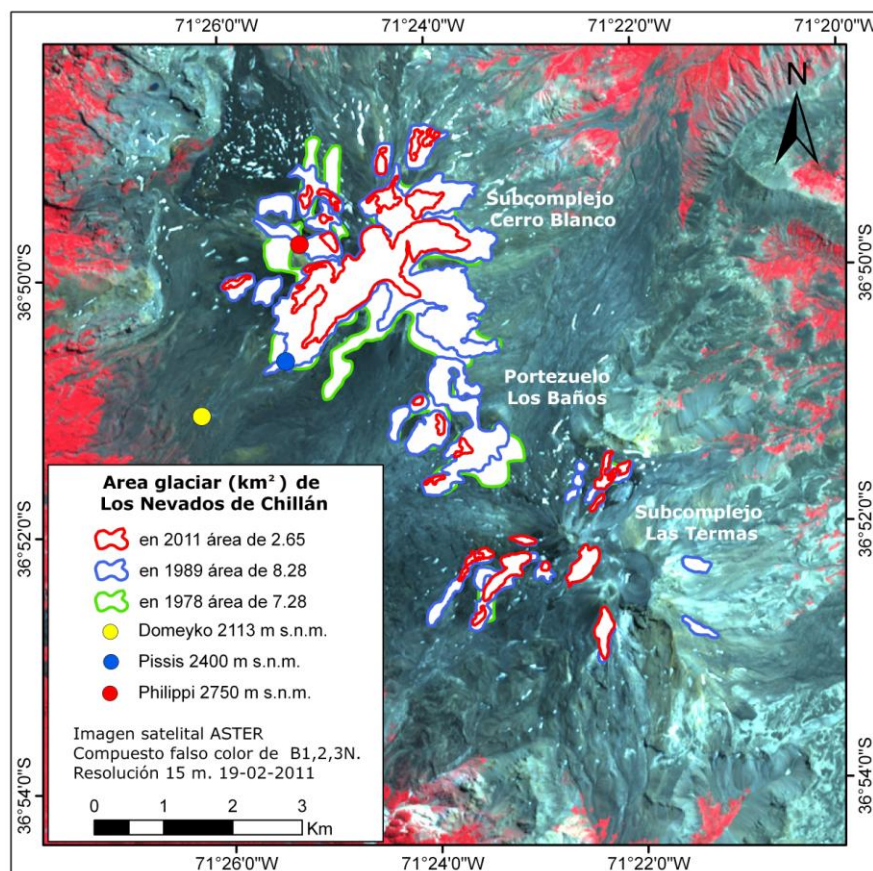 71°26'0"W 71°24'0"W 71°22'0"W 71°20'0"W
N
Subcomplejo
Cerro Blanco
36°50'0"S
36°50'0"S
Portezuelo
Los Baños
Subcomplejo
Las Termas
36°52'0"S
36°52'0"S
Area glaciar (km²) de
Los Nevados de Chillán
en 2011 área de 2.65
en 1989 área de 8.28
en 1978 área de 7.28
Domeyko 2113 m s.n.m.
Pissis 2400 m s.n.m.
Philippi 2750 m s.n.m.
Imagen satelital ASTER
Compuesto falso color de B1,2,3N.
Resolución 15 m. 19-02-2011
0 1 2 3
Km
36°54'0"S
36°54'0"S
71°26'0"W 71°24'0"W 71°22'0"W